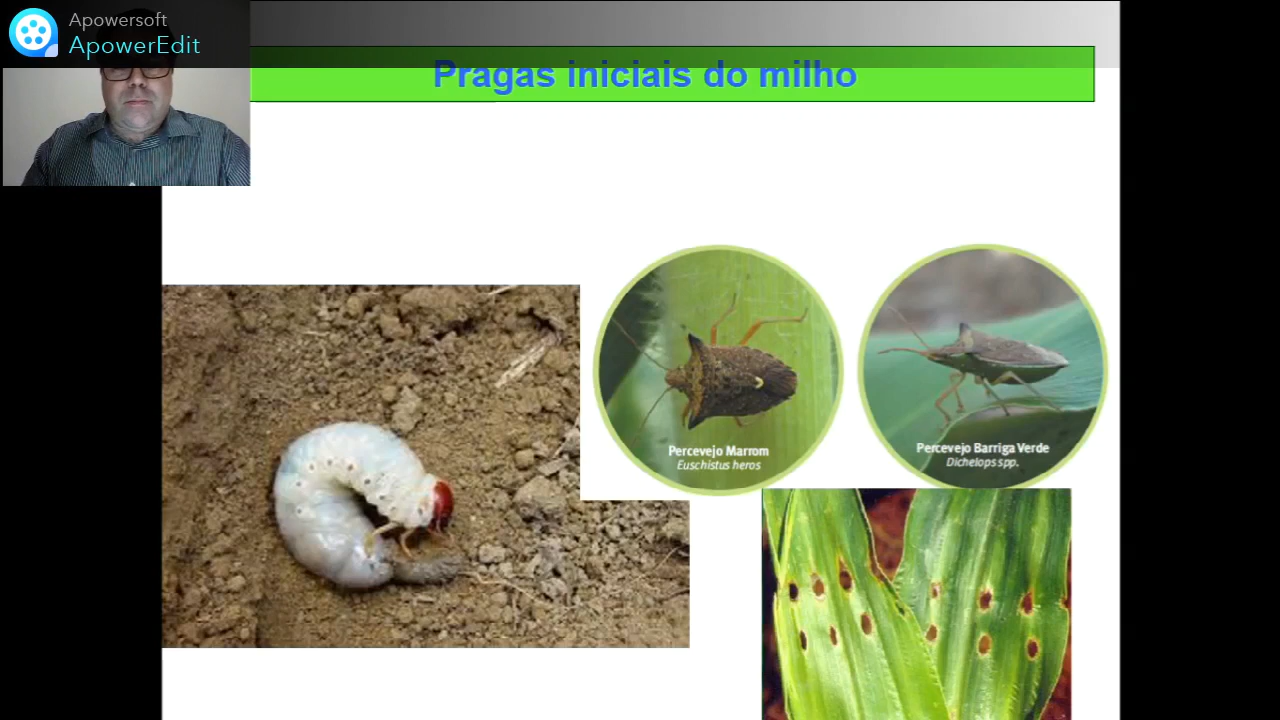 Apowersoft
ApowerEdit
Pragas iniciais do milho
Percevejo Marrom
Euschistus heros
Percevejo Barriga Verde
Dichelops spp.